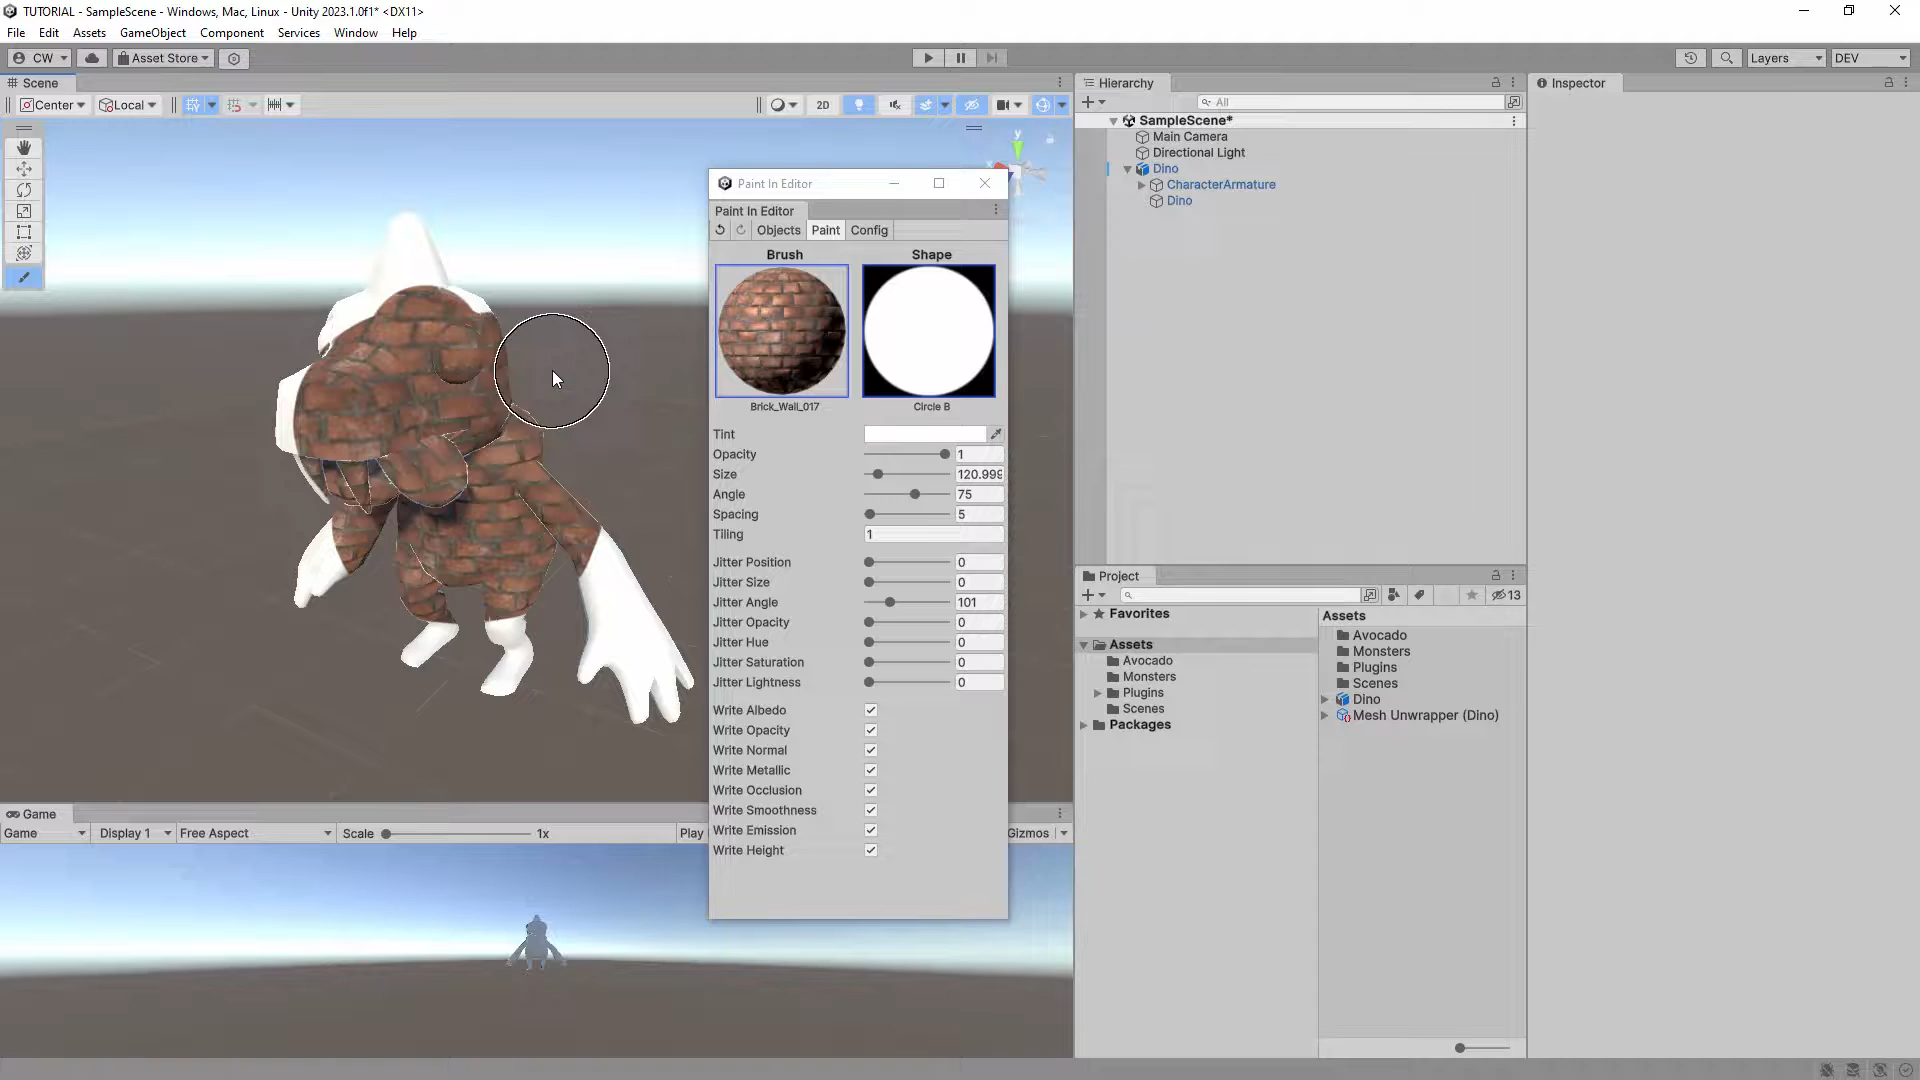 TUTORIAL - SampleScene - Windows, Mac, Linux - Unity 2023.1.0f1* <DX11>
File Edit Assets GameObject Component Services Window Help
CW Asset Store Layers DEV
Scene
Center Local 2D
y
Paint In Editor
Paint In Editor
Objects Paint Config
Brush Shape
Brick_Wall_017 Circle B
Tint
Opacity 1
Size 120.999
Angle 75
Spacing 5
Tiling 1
Jitter Position 0
Jitter Size 0
Jitter Angle 101
Jitter Opacity 0
Jitter Hue 0
Jitter Saturation 0
Jitter Lightness 0
Write Albedo
Write Opacity
Write Normal
Write Metallic
Write Occlusion
Write Smoothness
Write Emission
Write Height
Game
Game Display 1 Free Aspect Scale 1x Play Gizmos
Hierarchy
All
SampleScene*
Main Camera
Directional Light
Dino
CharacterArmature
Dino
Project
13
Favorites
Assets
Avocado
Monsters
Plugins
Scenes
Packages
Assets
Avocado
Monsters
Plugins
Scenes
Dino
Mesh Unwrapper (Dino)
Inspector